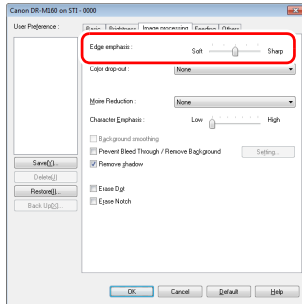 Canon DR-M160 on STI - 0000
User Preference :
Basic Brightness Image processing Feeding Others
Edge emphasis :
Soft Sharp
Color drop-out : None
Moire Reduction : None
Character Emphasis : Low High
Background smoothing
Prevent Bleed Through / Remove Background Setting...
Remove shadow
Save(Y)...
Delete(J)
Restore(I)...
Back Up(X)...
Erase Dot
Erase Notch
OK Cancel Default Help